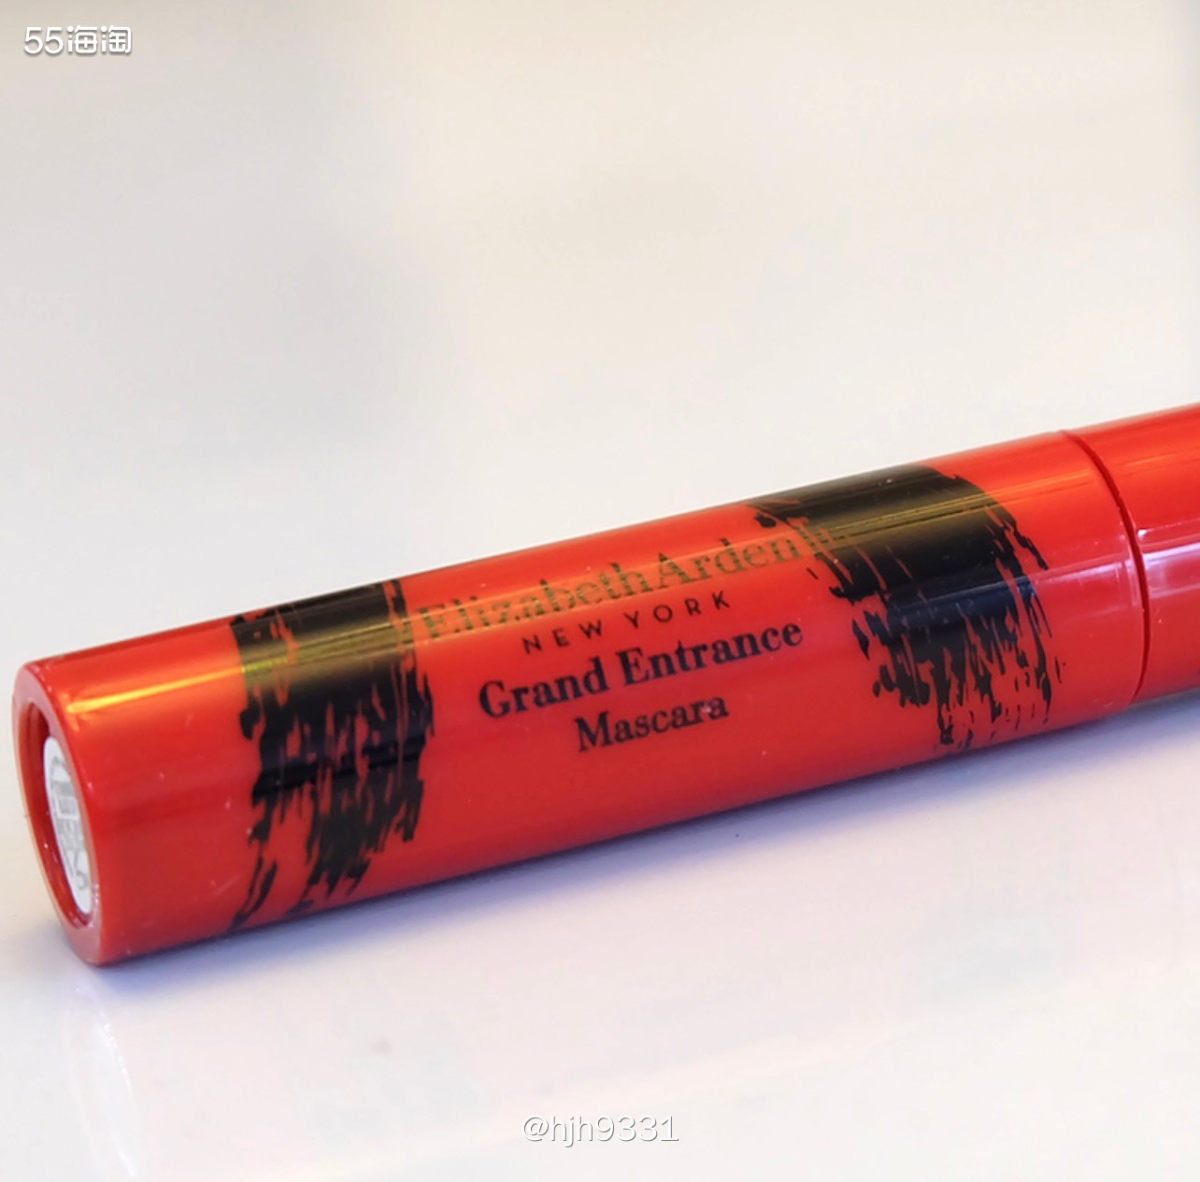 55海淘
Elizabeth Arden
NEW YORK
Grand Entrance
Mascara
@hjh9331